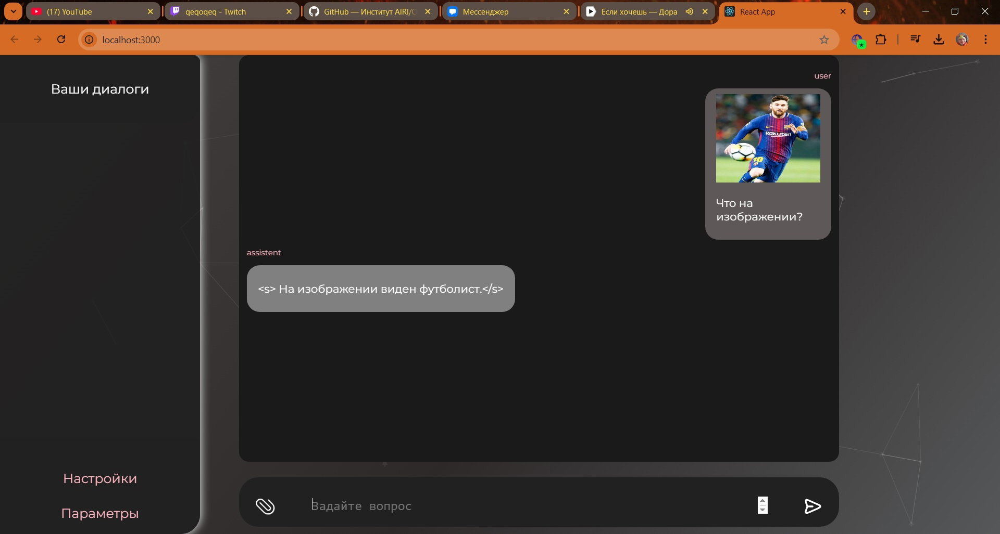 (17) YouTube
qeqoqeq - Twitch
GitHub — Институт AIRI/O
Мессенджер
Если хочешь — Дора
React App
localhost:3000
Ваши диалоги
user
Rakuten
10
Что на
изображении?
assistent
<s> На изображении виден футболист.</s>
Настройки
Параметры
Задайте вопрос